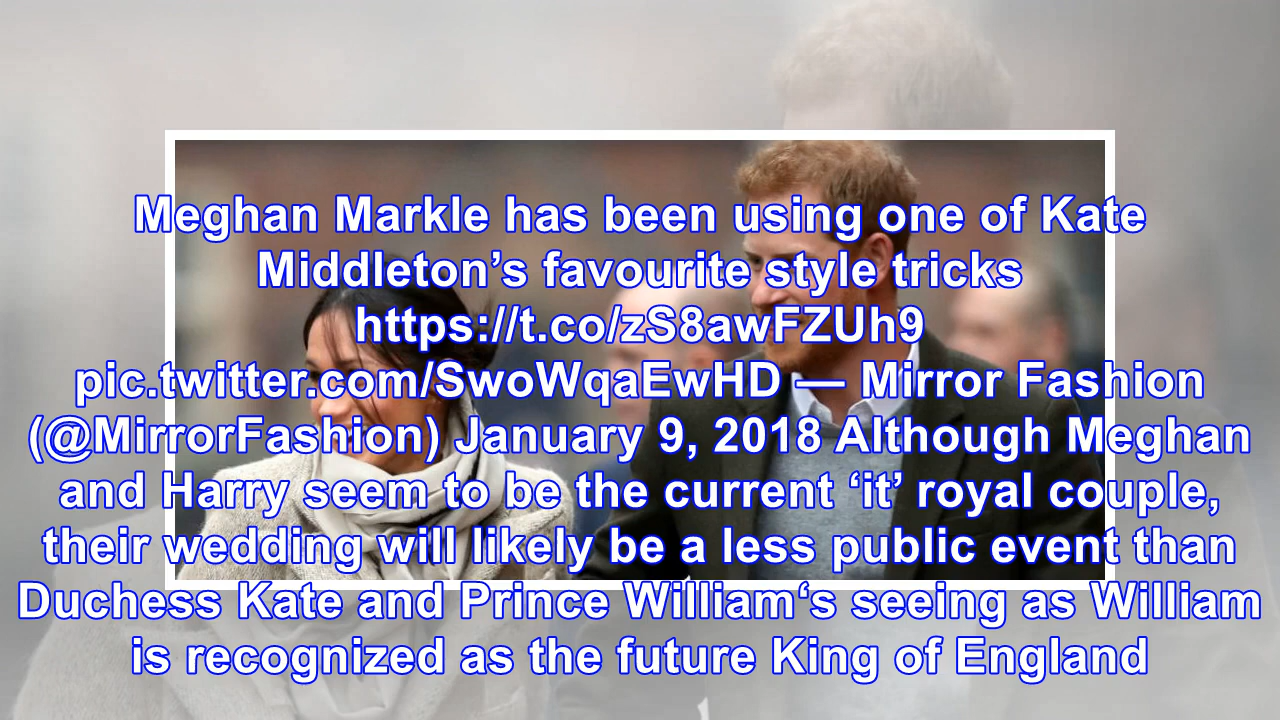 Meghan Markle has been using one of Kate
Middleton’s favourite style tricks
https://t.co/zS8awFZUh9
pic.twitter.com/SwoWqaEwHD — Mirror Fashion
(@MirrorFashion) January 9, 2018 Although Meghan
and Harry seem to be the current ‘it’ royal couple,
their wedding will likely be a less public event than
Duchess Kate and Prince William‘s seeing as William
is recognized as the future King of England